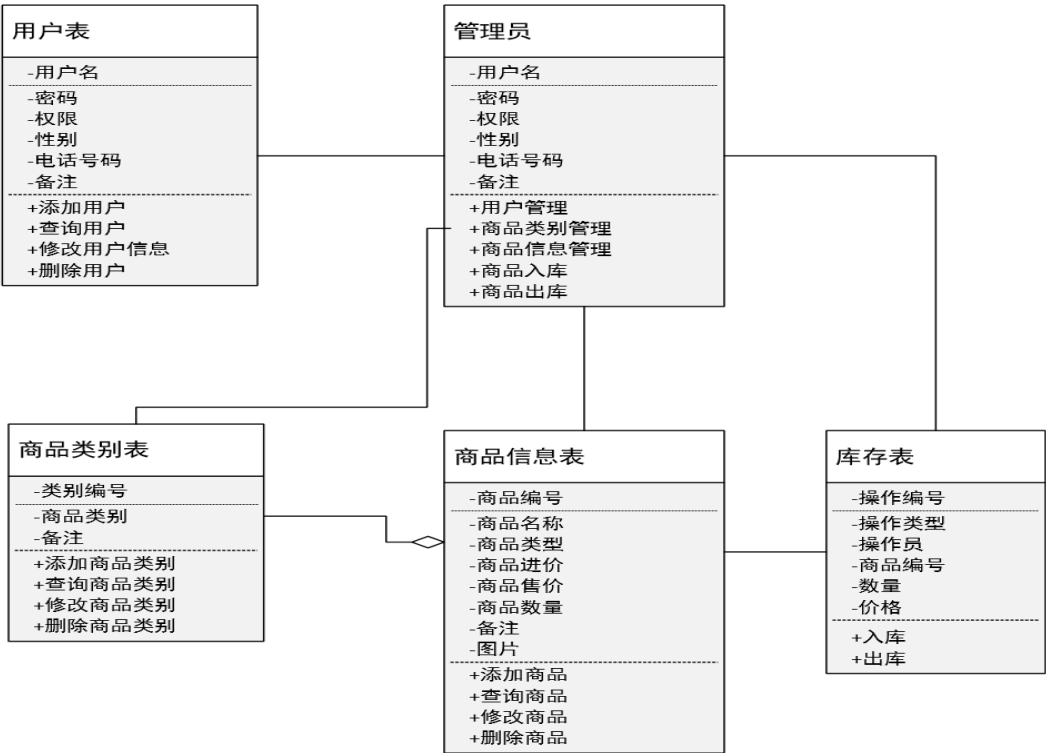 用户表
-用户名
-密码
-权限
-性别
-电话号码
-备注
+添加用户
+查询用户
+修改用户信息
+删除用户
管理员
-用户名
-密码
-权限
-性别
-电话号码
-备注
+用户管理
+商品类别管理
+商品信息管理
+商品入库
+商品出库
商品类别表
-类别编号
-商品类别
-备注
+添加商品类别
+查询商品类别
+修改商品类别
+删除商品类别
商品信息表
-商品编号
-商品名称
-商品类型
-商品进价
-商品售价
-商品数量
-备注
-图片
+添加商品
+查询商品
+修改商品
+删除商品
库存表
-操作编号
-操作类型
-操作员
-商品编号
-数量
-价格
+入库
+出库